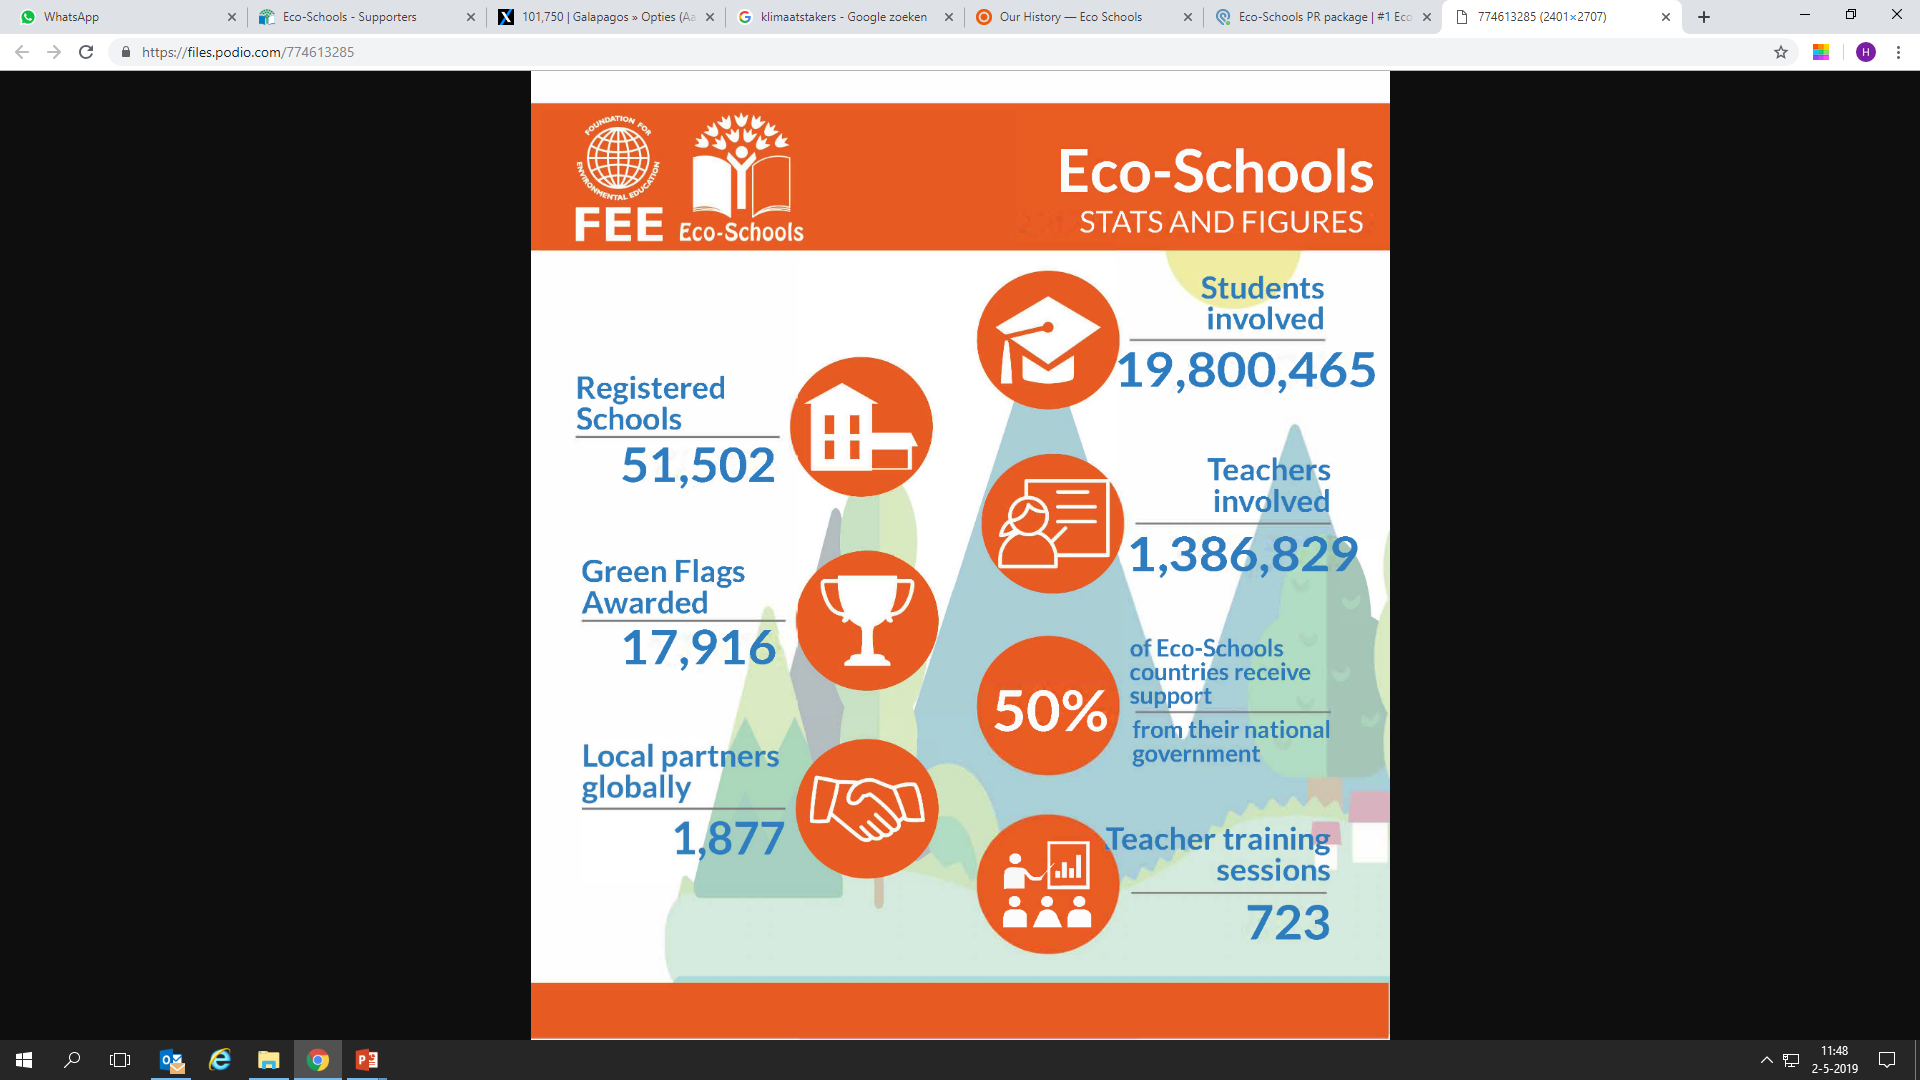 WhatsApp
Eco-Schools - Supporters
101,750 | Galapagos » Opties (Aa
klimaatstakers - Google zoeken
Our History — Eco Schools
Eco-Schools PR package | #1 Eco
774613285 (2401×2707)
https://files.podio.com/774613285
H
FOUNDATION FOR
ENVIRONMENTAL EDUCATION
FEE
Eco-Schools
Eco-Schools
STATS AND FIGURES
Students
involved
19,800,465
Registered
Schools
51,502
Teachers
involved
1,386,829
Green Flags
Awarded
17,916
50%
of Eco-Schools
countries receive
support
from their national
government
Local partners
globally
1,877
Teacher training
sessions
723
11:48
2-5-2019